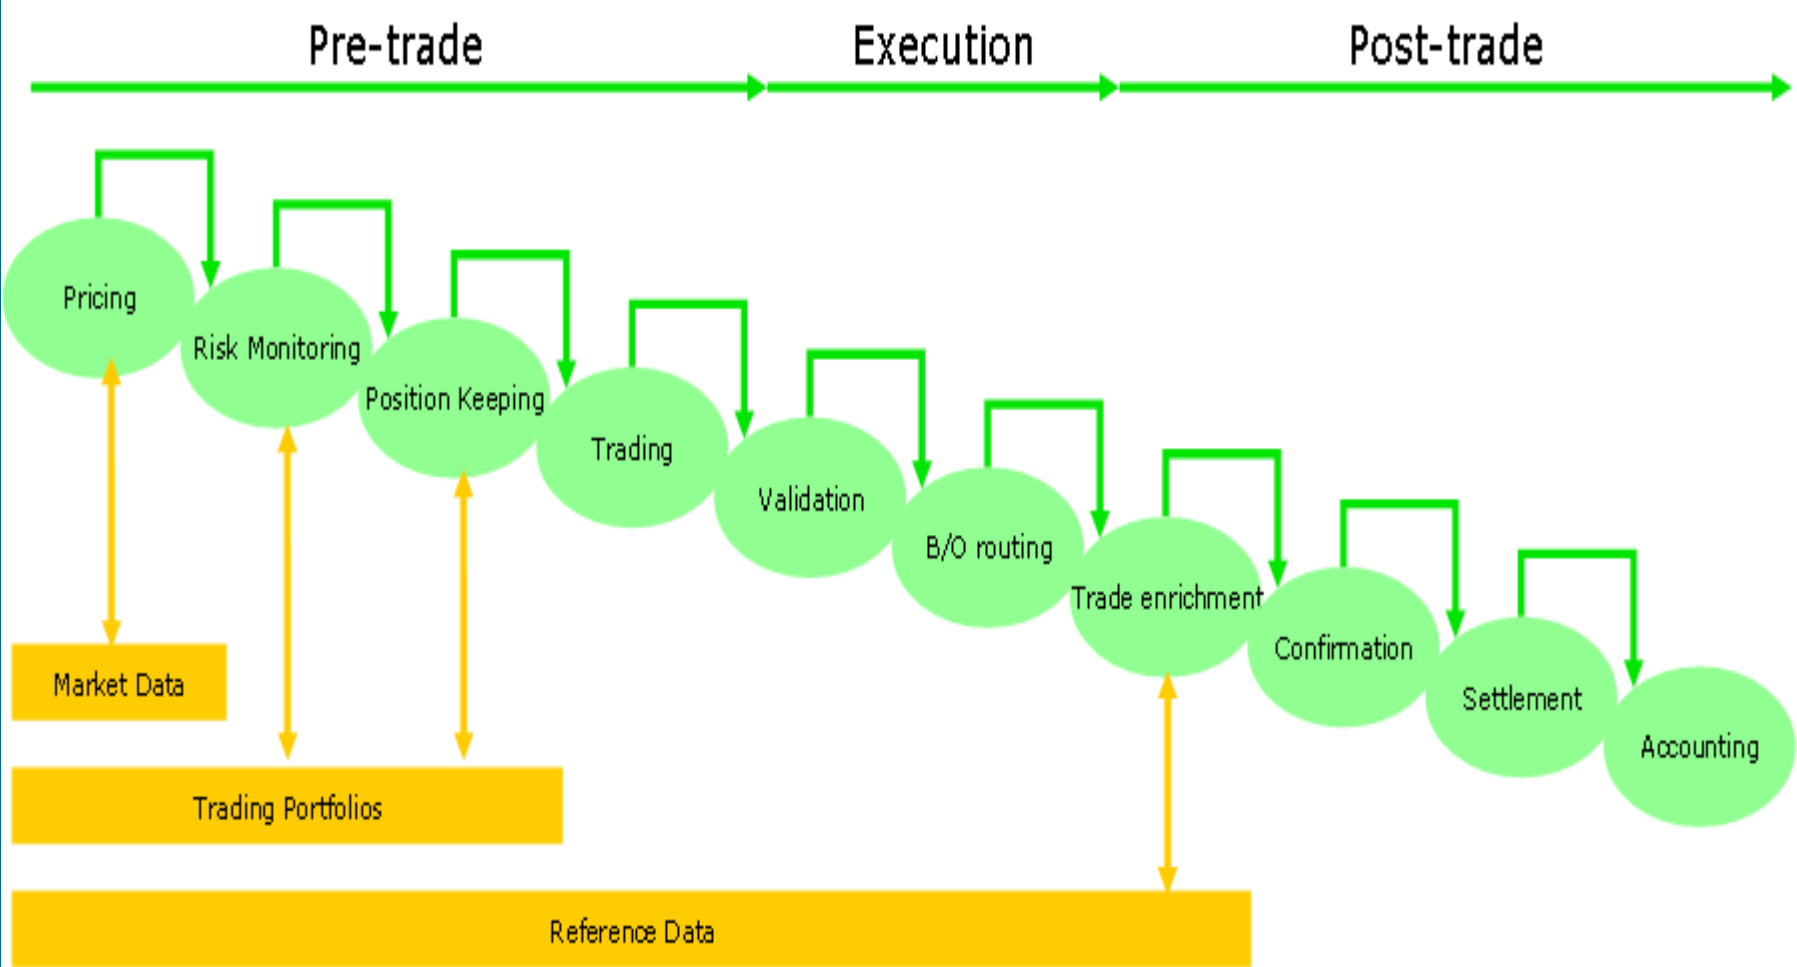 Pre-trade
Execution
Post-trade
Pricing
Risk Monitoring
Position Keeping
Trading
Validation
B/O routing
Trade enrichment
Confirmation
Settlement
Accounting
Market Data
Trading Portfolios
Reference Data